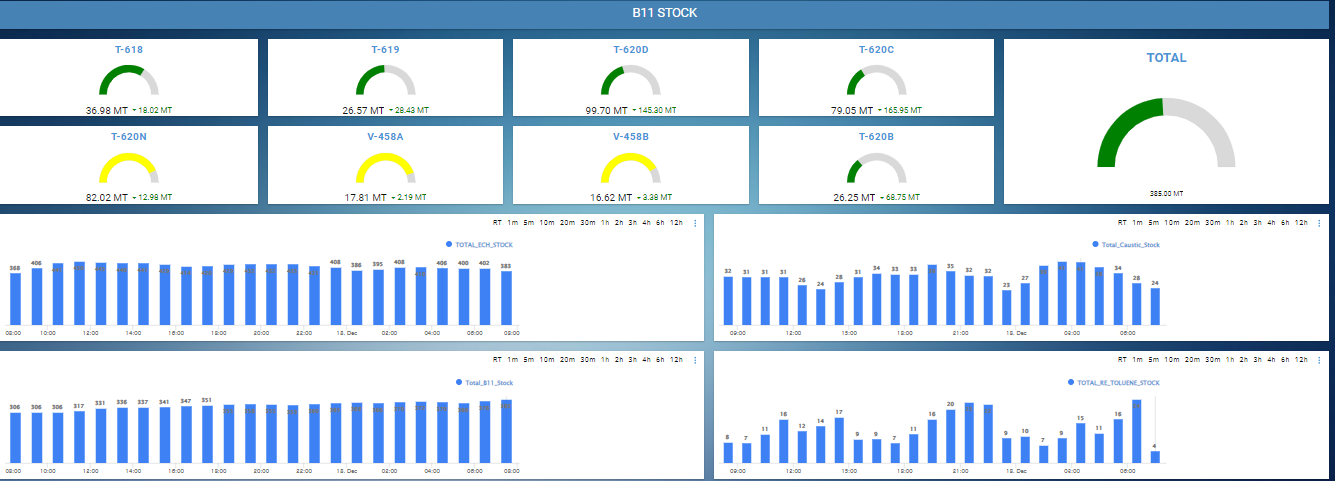 B11 STOCK
T-618
T-619
T-620D
T-620C
TOTAL
36.98 MT 18.02 MT
26.57 MT 28.43 MT
99.70 MT 145.30 MT
79.05 MT 165.95 MT
T-620N
V-458A
V-458B
T-620B
82.02 MT 12.98 MT
17.81 MT 2.19 MT
16.62 MT 3.38 MT
26.25 MT 68.75 MT
385.00 MT
RT 1m 5m 10m 20m 30m 1h 2h 3h 4h 6h 12h
TOTAL_ECH_STOCK
368 406 408 386 395 408 406 400 402 383
08:00 10:00 12:00 14:00 16:00 18:00 20:00 22:00 15. Dec 02:00 04:00 06:00 08:00
RT 1m 5m 10m 20m 30m 1h 2h 3h 4h 6h 12h
Total_Caustic_Stock
32 31 31 31 26 24 28 31 34 33 33 35 32 32 23 27 34 28 24
09:00 12:00 15:00 18:00 21:00 15. Dec 03:00 06:00
RT 1m 5m 10m 20m 30m 1h 2h 3h 4h 6h 12h
Total_B11_Stock
306 306 306 317 331 336 337 341 347 351
08:00 10:00 12:00 14:00 16:00 18:00 20:00 22:00 15. Dec 02:00 04:00 06:00 08:00
RT 1m 5m 10m 20m 30m 1h 2h 3h 4h 6h 12h
TOTAL_RE_TOLUENE_STOCK
8 7 11 16 12 14 17 9 9 7 11 16 20 9 10 7 9 15 11 16 4
09:00 12:00 15:00 18:00 21:00 15. Dec 03:00 06:00